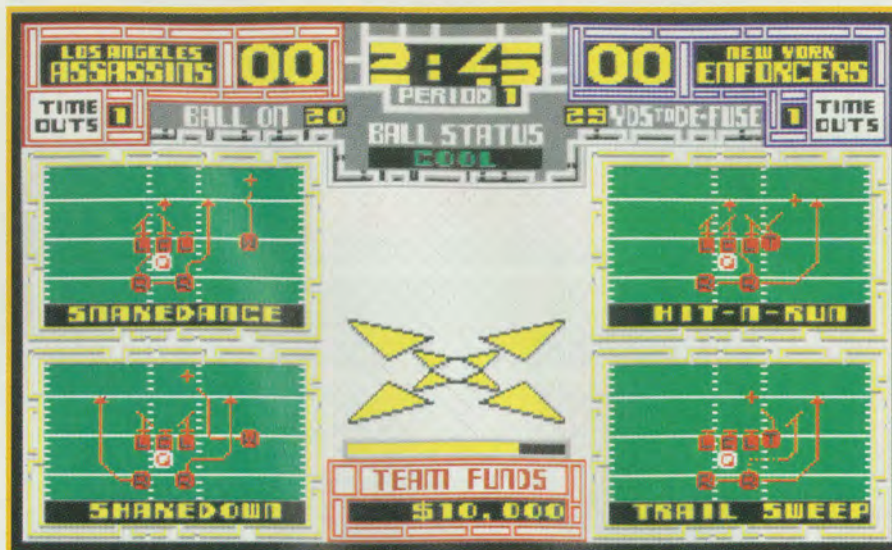 LOS ANGELES
ASSASSINS
00
2:45
PERIOD 1
00
NEW YORK
ENFORCERS
TIME
OUTS
1
BALL ON 20
BALL STATUS
COOL
29 YDS TO DE-FUSE
1
TIME
OUTS
SNAKEDANCE
HIT-N-RUN
SHAKEDOWN
TRAIL SWEEP
TEAM FUNDS
$10,000